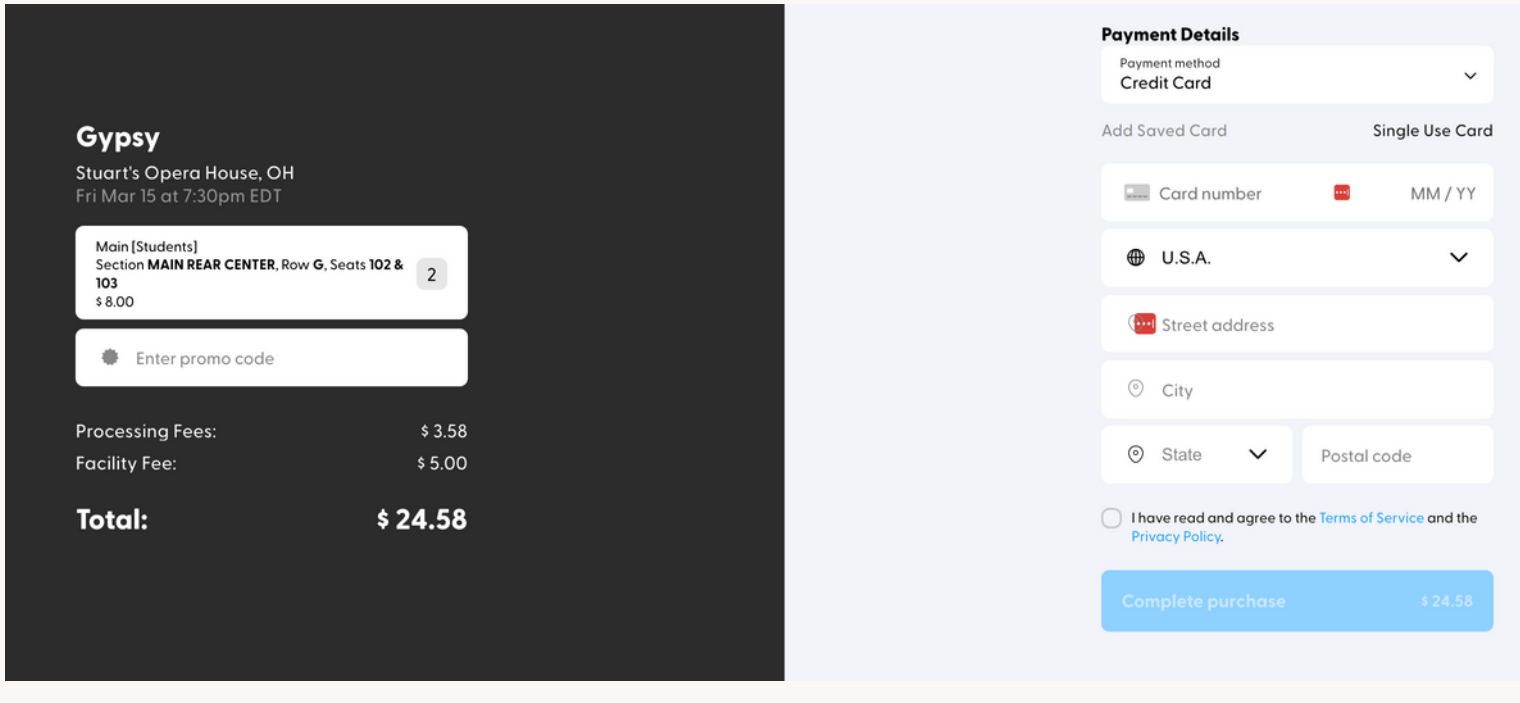 Gypsy
Stuart's Opera House, OH
Fri Mar 15 at 7:30pm EDT
Main [Students]
Section MAIN REAR CENTER, Row G, Seats 102 &
103
$ 8.00
2
Enter promo code
Processing Fees: $ 3.58
Facility Fee: $ 5.00
Total: $ 24.58
Payment Details
Payment method
Credit Card
Add Saved Card Single Use Card
Card number MM / YY
U.S.A.
Street address
City
State Postal code
I have read and agree to the Terms of Service and the
Privacy Policy.
Complete purchase $ 24.58